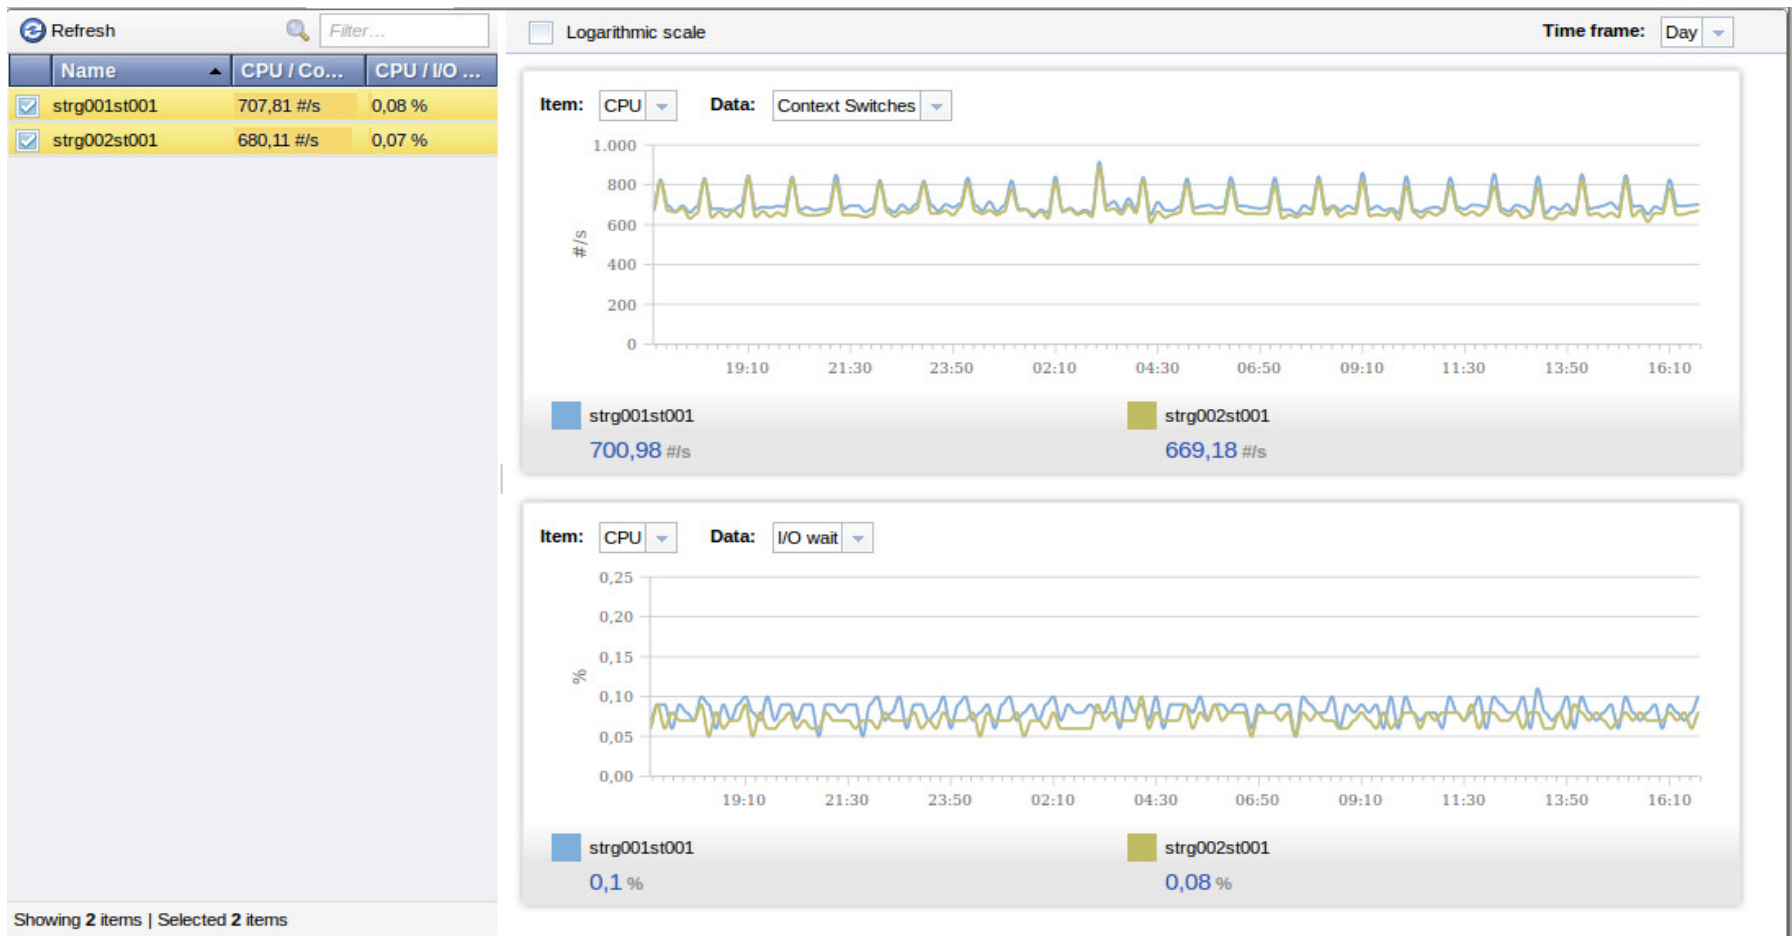 Refresh
Filter...
Name CPU / Co... CPU / I/O ...
strg001st001 707,81 #/s 0,08 %
strg002st001 680,11 #/s 0,07 %
Showing 2 items | Selected 2 items
Logarithmic scale
Time frame: Day
Item: CPU Data: Context Switches
1.000
800
600
400
200
0
#/s
19:10 21:30 23:50 02:10 04:30 06:50 09:10 11:30 13:50 16:10
strg001st001 strg002st001
700,98 #/s 669,18 #/s
Item: CPU Data: I/O wait
0,25
0,20
0,15
0,10
0,05
0,00
%
19:10 21:30 23:50 02:10 04:30 06:50 09:10 11:30 13:50 16:10
strg001st001 strg002st001
0,1 % 0,08 %